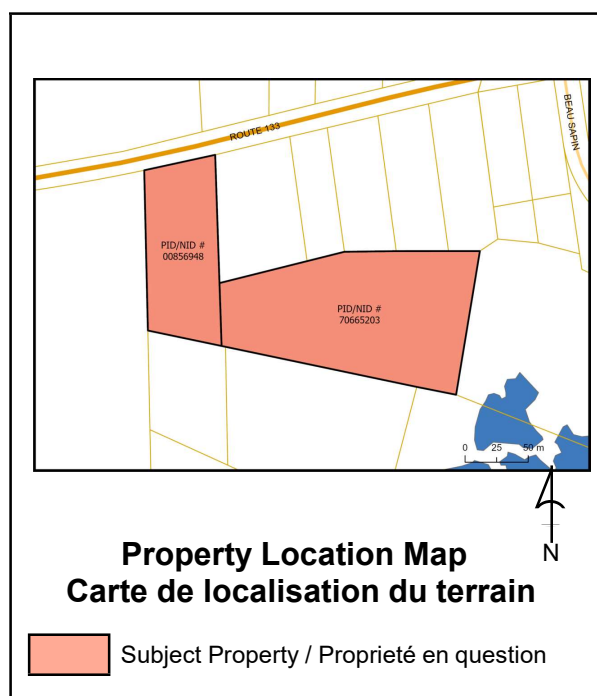 ROUTE 133
BEAU SAPIN
PID/NID #
00856948
PID/NID #
70665203
0 25 50 m
N
Property Location Map
Carte de localisation du terrain
Subject Property / Proprieté en question